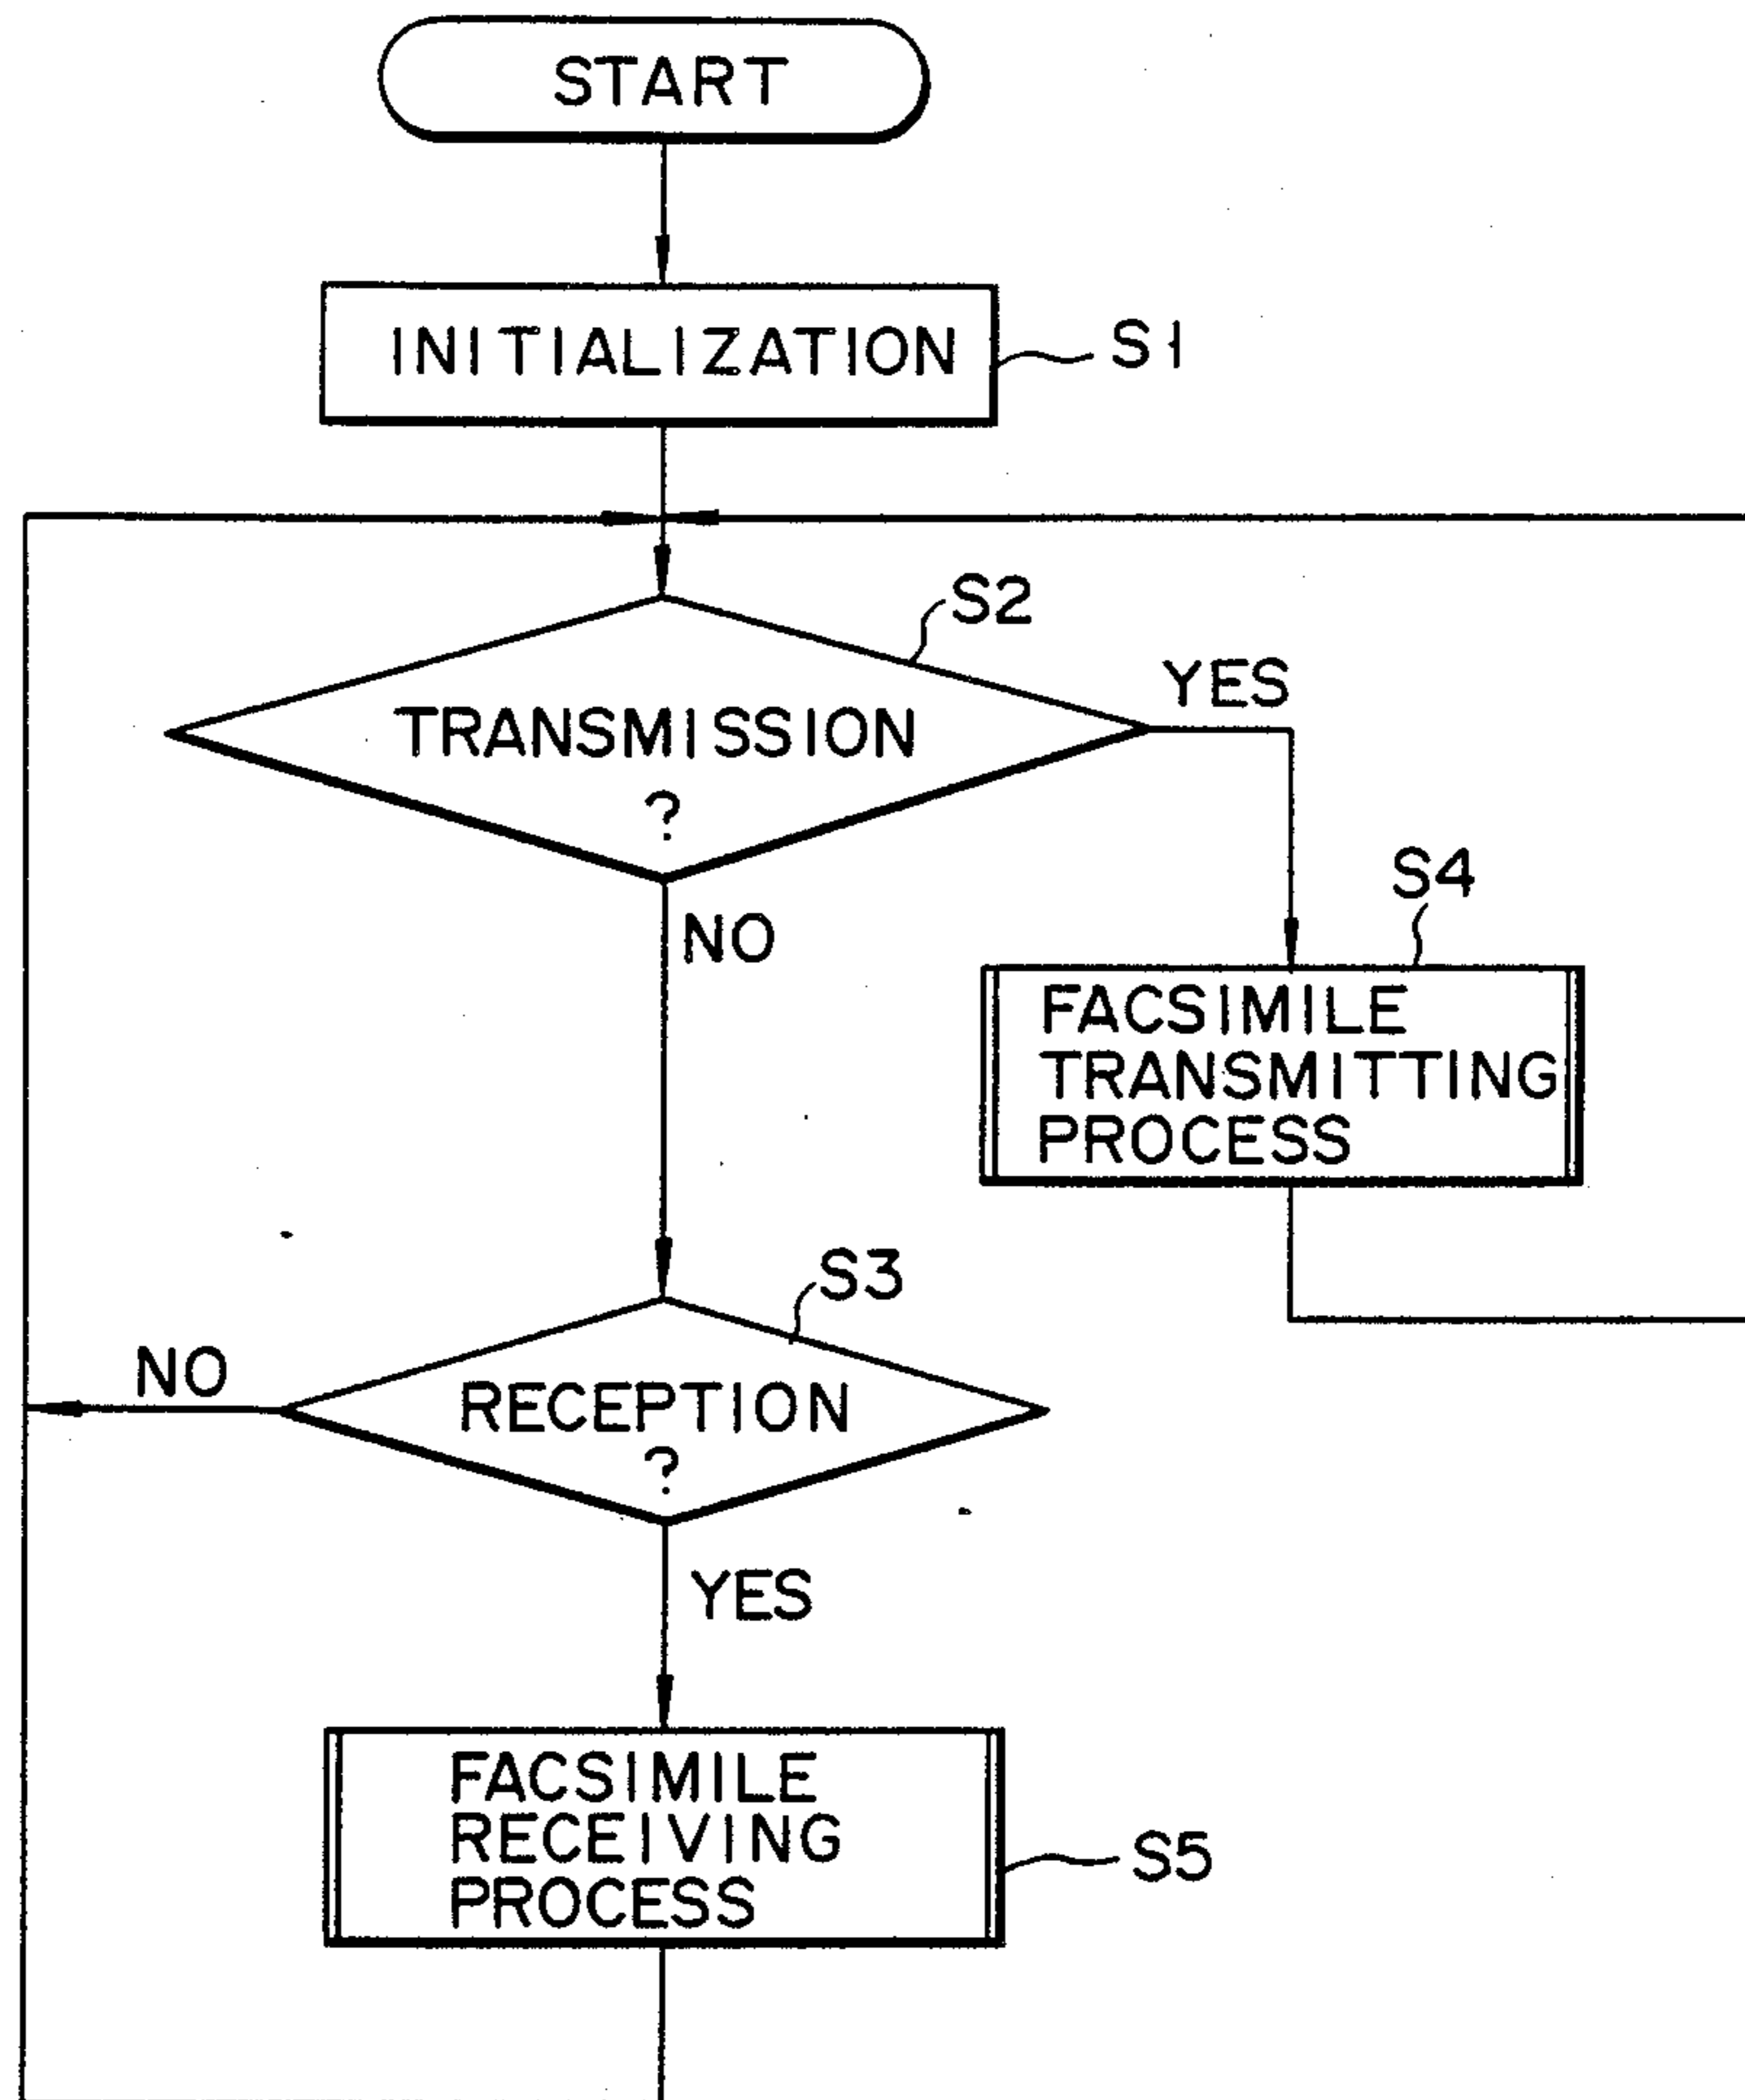 START
INITIALIZATION
S1
S2
TRANSMISSION
?
YES
NO
S4
FACSIMILE
TRANSMITTING
PROCESS
S3
NO
RECEPTION
?
YES
FACSIMILE
RECEIVING
PROCESS
S5